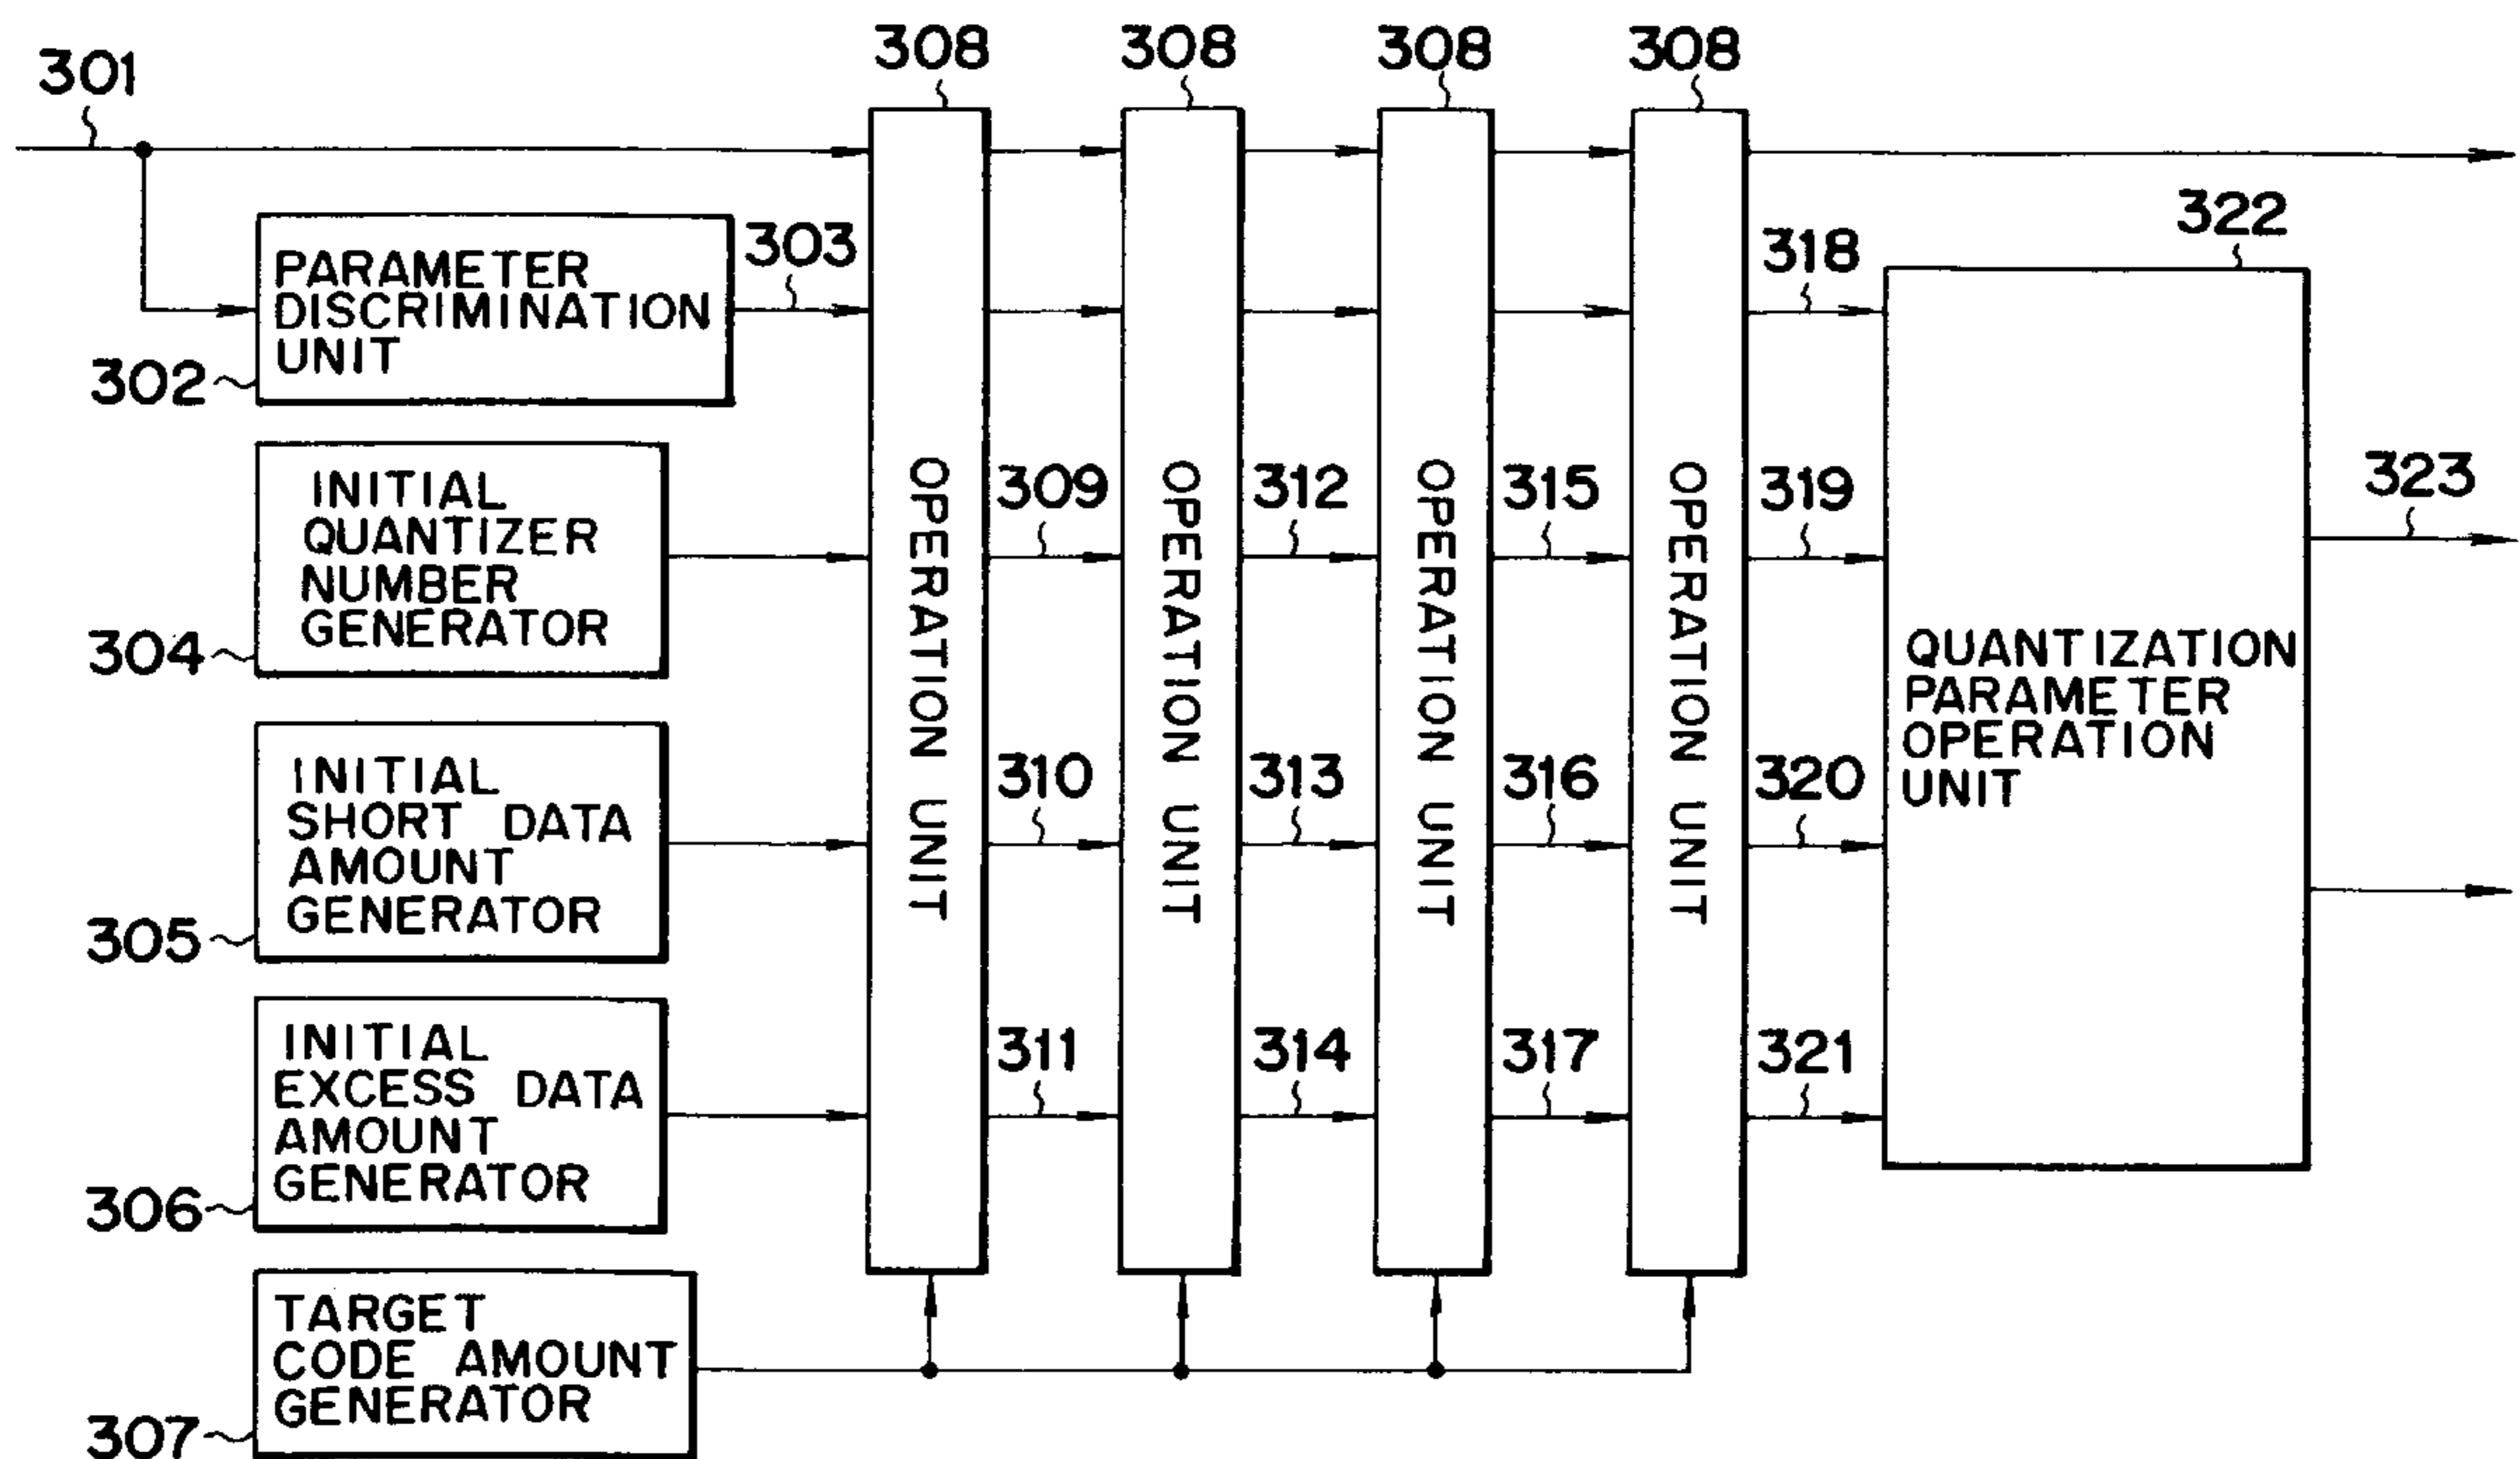 301
308
308
308
308
PARAMETER
DISCRIMINATION
UNIT
302
303
318
322
INITIAL
QUANTIZER
NUMBER
GENERATOR
304
309
312
315
319
323
INITIAL
SHORT DATA
AMOUNT
GENERATOR
305
310
313
316
320
INITIAL
EXCESS DATA
AMOUNT
GENERATOR
306
311
314
317
321
OPERATION UNIT
OPERATION UNIT
OPERATION UNIT
OPERATION UNIT
QUANTIZATION
PARAMETER
OPERATION
UNIT
TARGET
CODE AMOUNT
GENERATOR
307